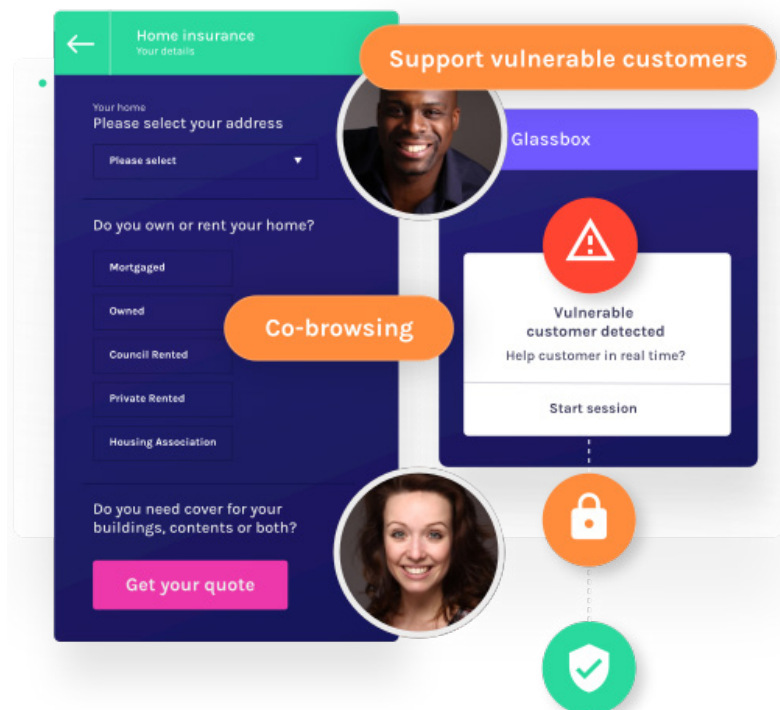 Home insurance
Your details
Support vulnerable customers
Your home
Please select your address
Please select
Glassbox
Do you own or rent your home?
Mortgaged
Owned
Council Rented
Private Rented
Housing Association
Co-browsing
Vulnerable
customer detected
Help customer in real time?
Start session
Do you need cover for your
buildings, contents or both?
Get your quote